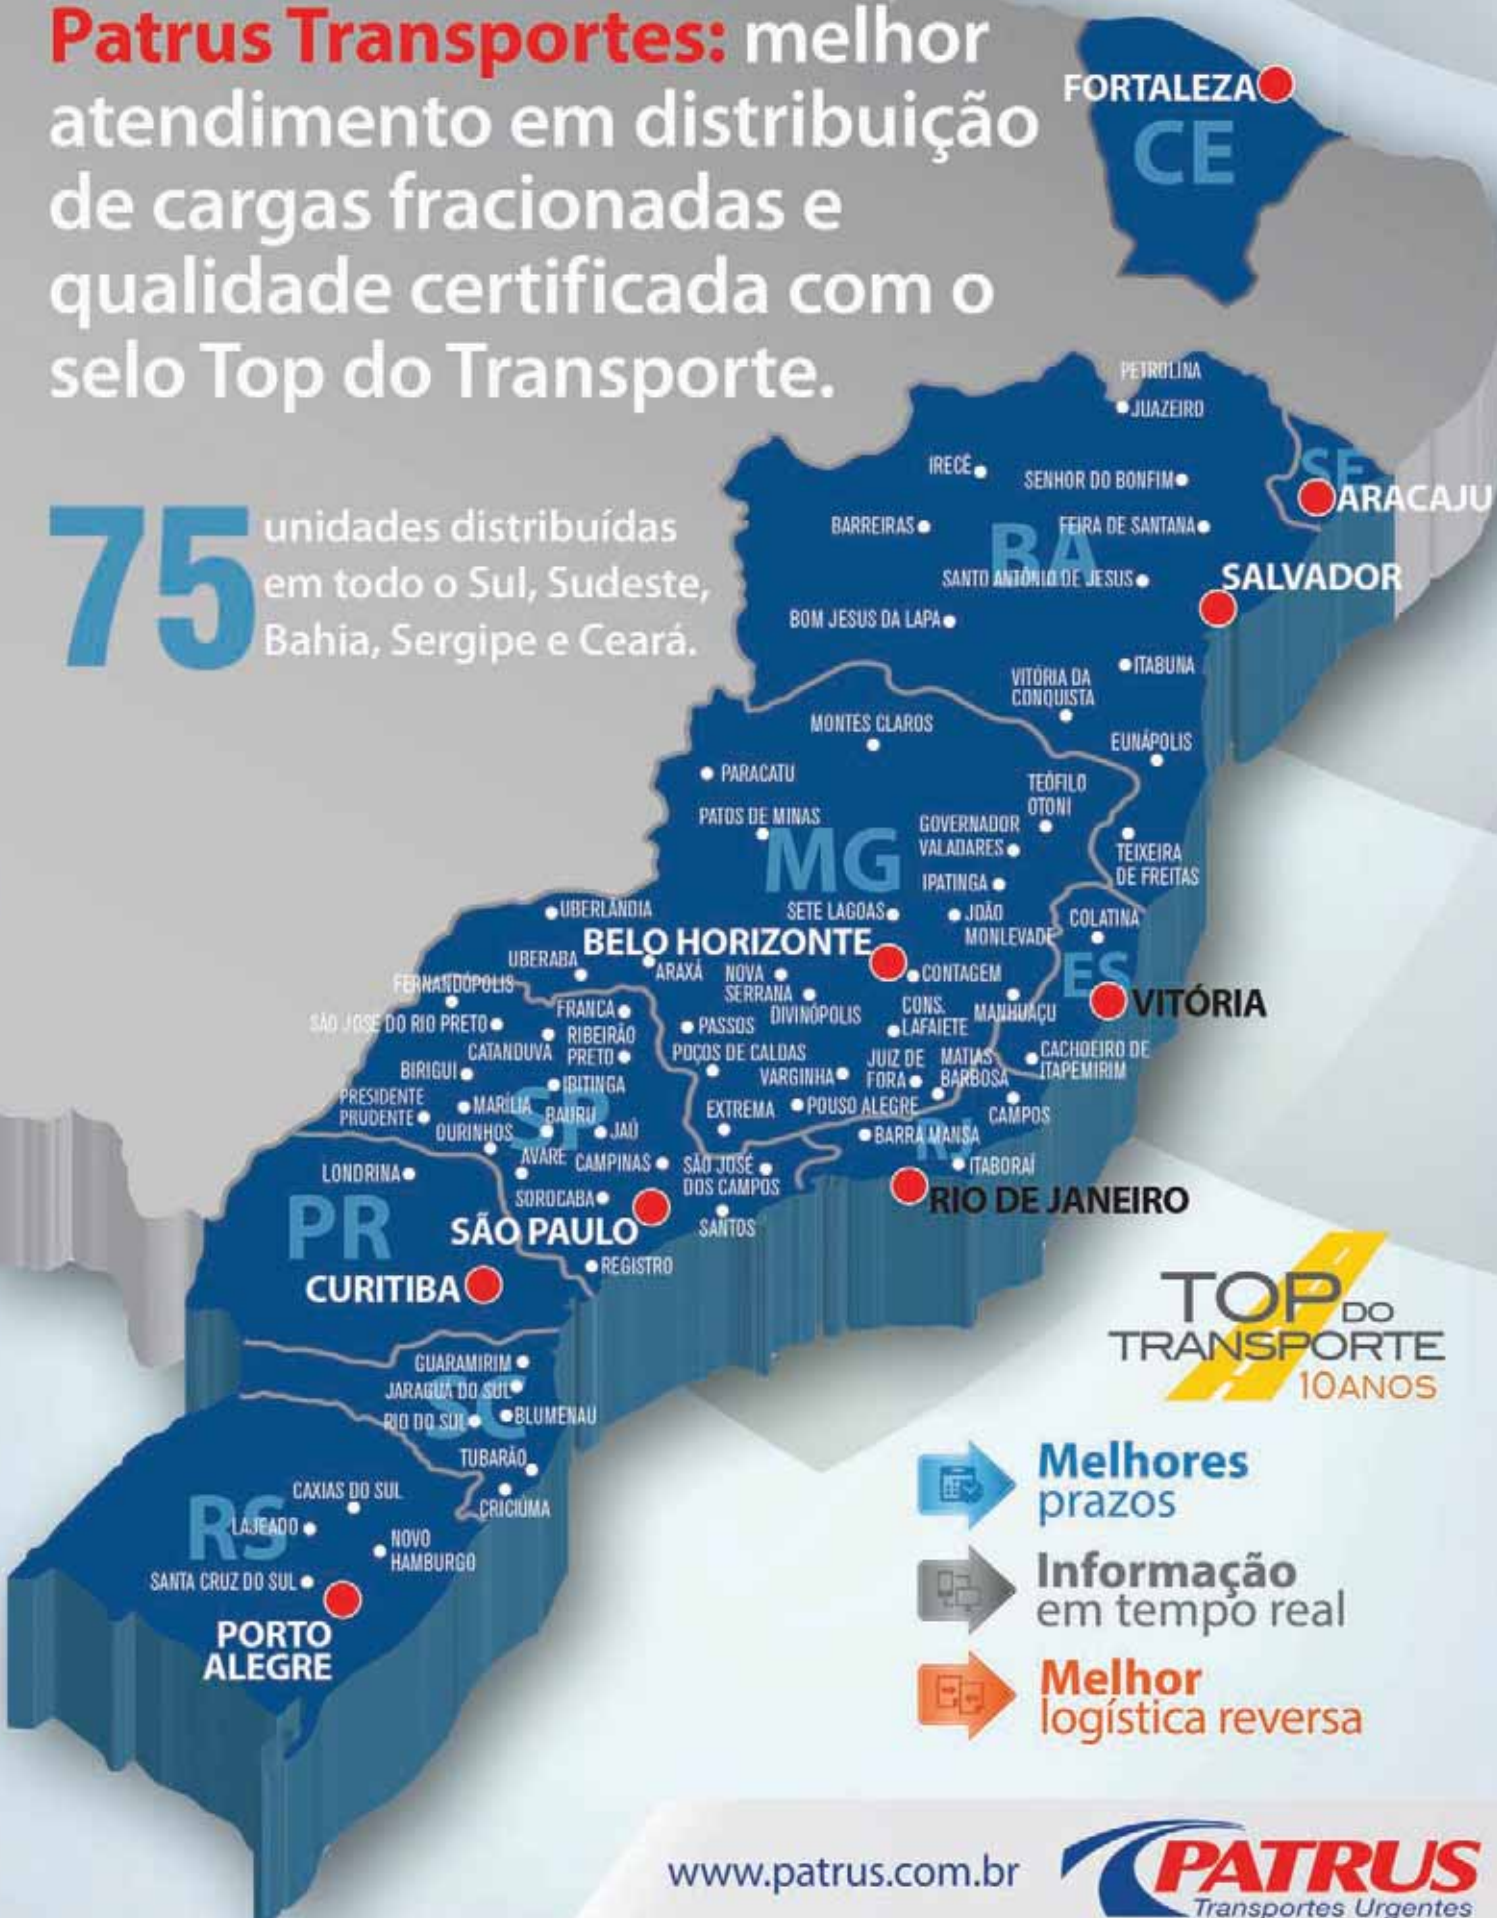 Patrus Transportes: melhor
atendimento em distribuição
de cargas fracionadas e
qualidade certificada com o
selo Top do Transporte.
75
unidades distribuídas
em todo o Sul, Sudeste,
Bahia, Sergipe e Ceará.
FORTALEZA
CE
PETROLINA
JUAZEIRO
IRECÊ
SENHOR DO BONFIM
SE
ARACAJU
BARREIRAS
BA
FEIRA DE SANTANA
SANTO ANTÔNIO DE JESUS
SALVADOR
BOM JESUS DA LAPA
ITABUNA
VITÓRIA DA
CONQUISTA
MONTES CLAROS
EUNÁPOLIS
PARACATU
TEÓFILO
OTONI
PATOS DE MINAS
GOVERNADOR
VALADARES
MG
TEIXEIRA
DE FREITAS
IPATINGA
UBERLÂNDIA
SETE LAGOAS
JOÃO
MONLEVADE
COLATINA
BELO HORIZONTE
UBERABA
ARAXÁ
NOVA
SERRANA
CONTAGEM
ES
FERNANDÓPOLIS
VITÓRIA
FRANCA
DIVINÓPOLIS
CONS.
LAFAIETE
MANHUAÇU
SÃO JOSÉ DO RIO PRETO
RIBEIRÃO
PRETO
PASSOS
CATANDUVA
POÇOS DE CALDAS
JUIZ DE
FORA
MATIAS
BARBOSA
CACHOEIRO DE
ITAPEMIRIM
BIRIGUI
VARGINHA
IBITINGA
PRESIDENTE
PRUDENTE
MARÍLIA
SP
BAURU
EXTREMA
POUSO ALEGRE
CAMPOS
OURINHOS
JAÚ
BARRA MANSA
RJ
AVARÉ
CAMPINAS
SÃO JOSÉ
DOS CAMPOS
ITABORAÍ
LONDRINA
SOROCABA
RIO DE JANEIRO
PR
SÃO PAULO
SANTOS
REGISTRO
CURITIBA
GUARAMIRIM
JARAGUÁ DO SUL
SC
RIO DO SUL
BLUMENAU
TUBARÃO
CRICIÚMA
CAXIAS DO SUL
RS
LAJEADO
NOVO
HAMBURGO
SANTA CRUZ DO SUL
PORTO
ALEGRE
TOP DO
TRANSPORTE
10 ANOS
Melhores
prazos
Informação
em tempo real
Melhor
logística reversa
www.patrus.com.br
PATRUS
Transportes Urgentes